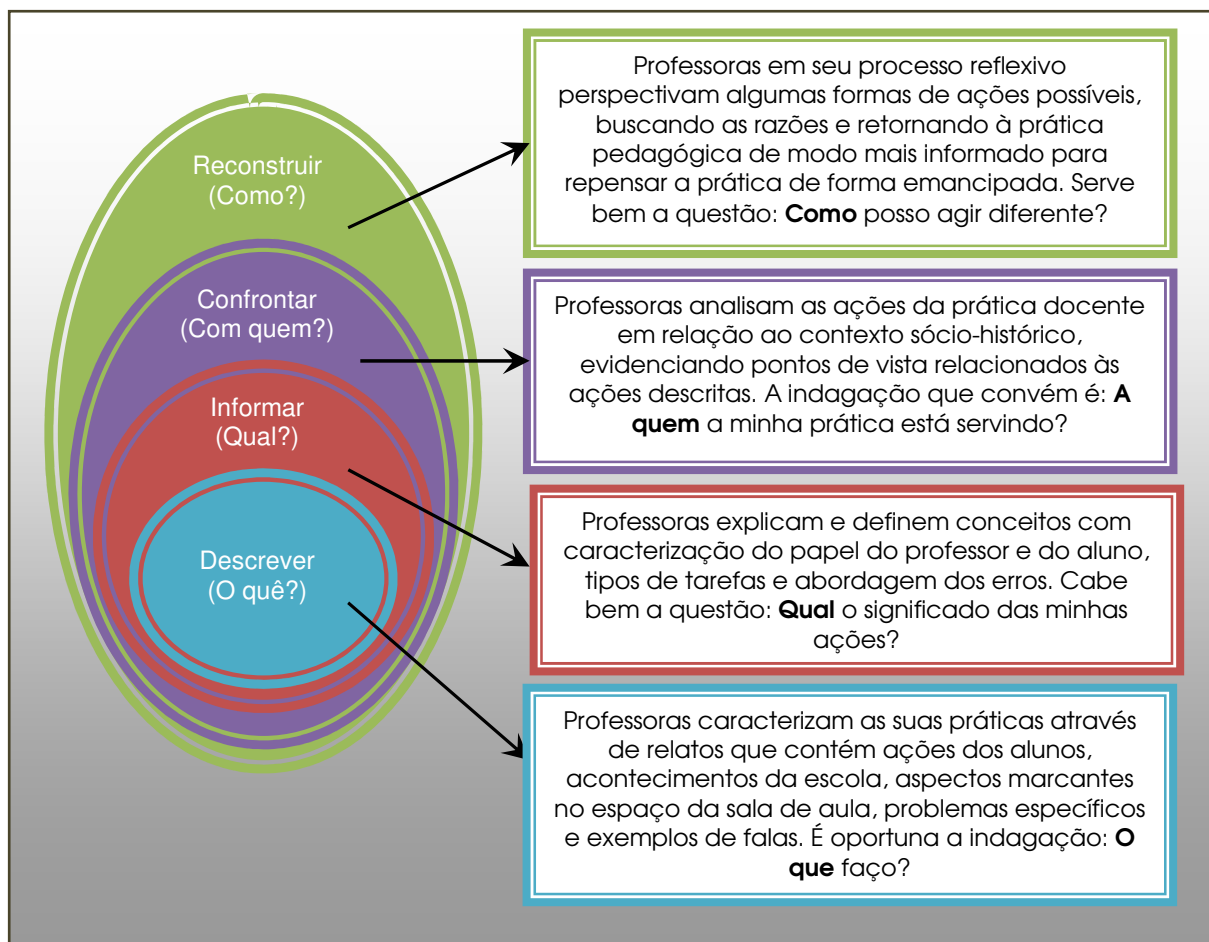 Reconstruir
(Como?)
Professoras em seu processo reflexivo
perspectivam algumas formas de ações possíveis,
buscando as razões e retornando à prática
pedagógica de modo mais informado para
repensar a prática de forma emancipada. Serve
bem a questão: Como posso agir diferente?
Confrontar
(Com quem?)
Professoras analisam as ações da prática docente
em relação ao contexto sócio-histórico,
evidenciando pontos de vista relacionados às
ações descritas. A indagação que convém é: A
quem a minha prática está servindo?
Informar
(Qual?)
Professoras explicam e definem conceitos com
caracterização do papel do professor e do aluno,
tipos de tarefas e abordagem dos erros. Cabe
bem a questão: Qual o significado das minhas
ações?
Descrever
(O quê?)
Professoras caracterizam as suas práticas através
de relatos que contém ações dos alunos,
acontecimentos da escola, aspectos marcantes
no espaço da sala de aula, problemas específicos
e exemplos de falas. É oportuna a indagação: O
que faço?